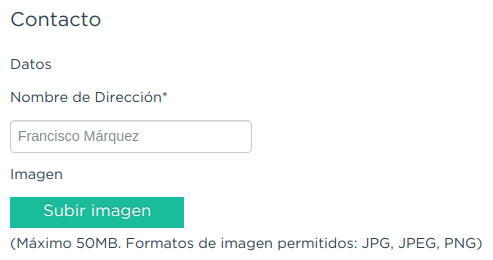 Contacto
Datos
Nombre de Dirección*
Francisco Márquez
Imagen
Subir imagen
(Máximo 50MB. Formatos de imagen permitidos: JPG, JPEG, PNG)